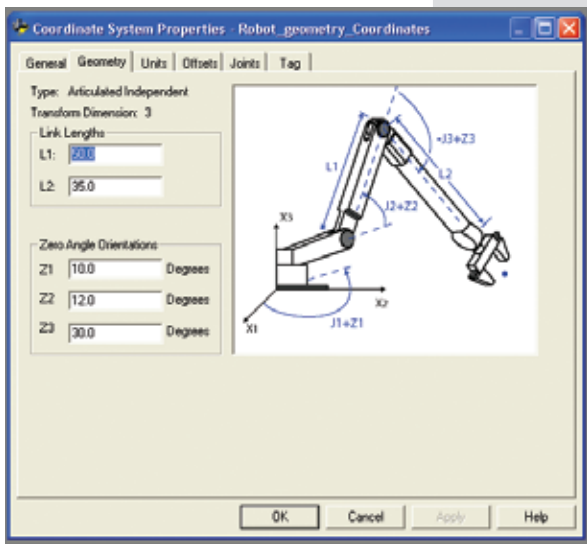 Coordinate System Properties - Robot_geometry_Coordinates
General Geometry Units Offsets Joints Tag
Type: Articulated Independent
Transform Dimension: 3
Link Lengths
L1: 50.0
L2: 35.0
Zero Angle Orientations
Z1 10.0 Degrees
Z2 12.0 Degrees
Z3 30.0 Degrees
-J3+Z3
L1
L2
J2+Z2
X3
X2
X1
J1+Z1
OK Cancel Apply Help